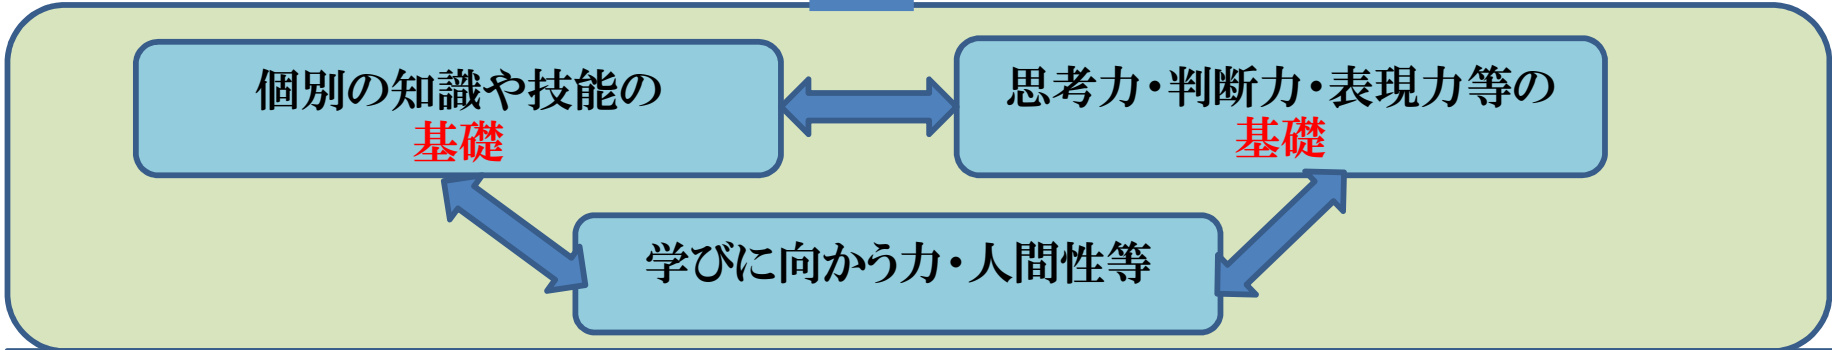 個別の知識や技能の
基礎
思考力・判断力・表現力等の
基礎
学びに向かう力・人間性等